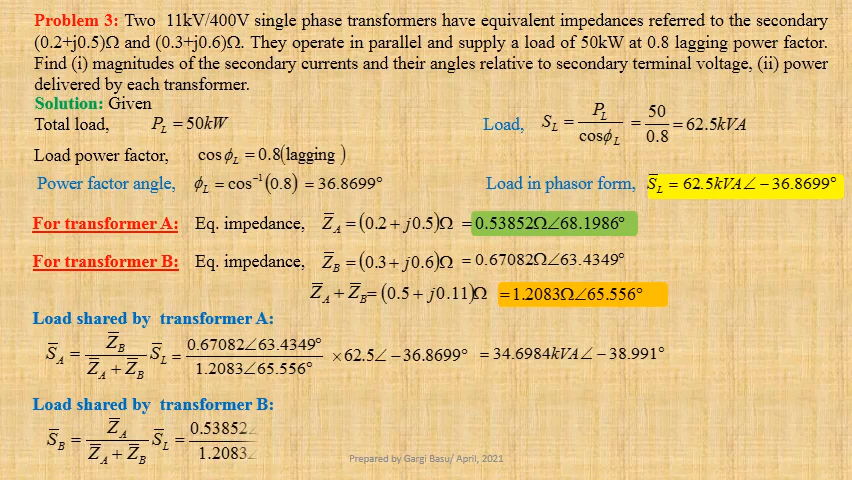 Problem 3: Two 11kV/400V single phase transformers have equivalent impedances referred to the secondary
(0.2+j0.5)Ω and (0.3+j0.6)Ω. They operate in parallel and supply a load of 50kW at 0.8 lagging power factor.
Find (i) magnitudes of the secondary currents and their angles relative to secondary terminal voltage, (ii) power
delivered by each transformer.
Solution: Given
Total load, P_L = 50kW
Load, S_L = P_L / cosϕ_L = 50 / 0.8 = 62.5kVA
Load power factor, cosϕ_L = 0.8(lagging )
Power factor angle, ϕ_L = cos⁻¹(0.8) = 36.8699°
Load in phasor form, S̅_L = 62.5kVA∠−36.8699°
For transformer A: Eq. impedance, Z̅_A = (0.2 + j0.5)Ω = 0.53852Ω∠68.1986°
For transformer B: Eq. impedance, Z̅_B = (0.3 + j0.6)Ω = 0.67082Ω∠63.4349°
Z̅_A + Z̅_B = (0.5 + j0.11)Ω = 1.2083Ω∠65.556°
Load shared by transformer A:
S̅_A = Z̅_B / (Z̅_A + Z̅_B) S̅_L = 0.67082∠63.4349° / 1.2083∠65.556° × 62.5∠−36.8699° = 34.6984kVA∠−38.991°
Load shared by transformer B:
S̅_B = Z̅_A / (Z̅_A + Z̅_B) S̅_L = 0.53852∠ / 1.2083∠
Prepared by Gargi Basu/ April, 2021